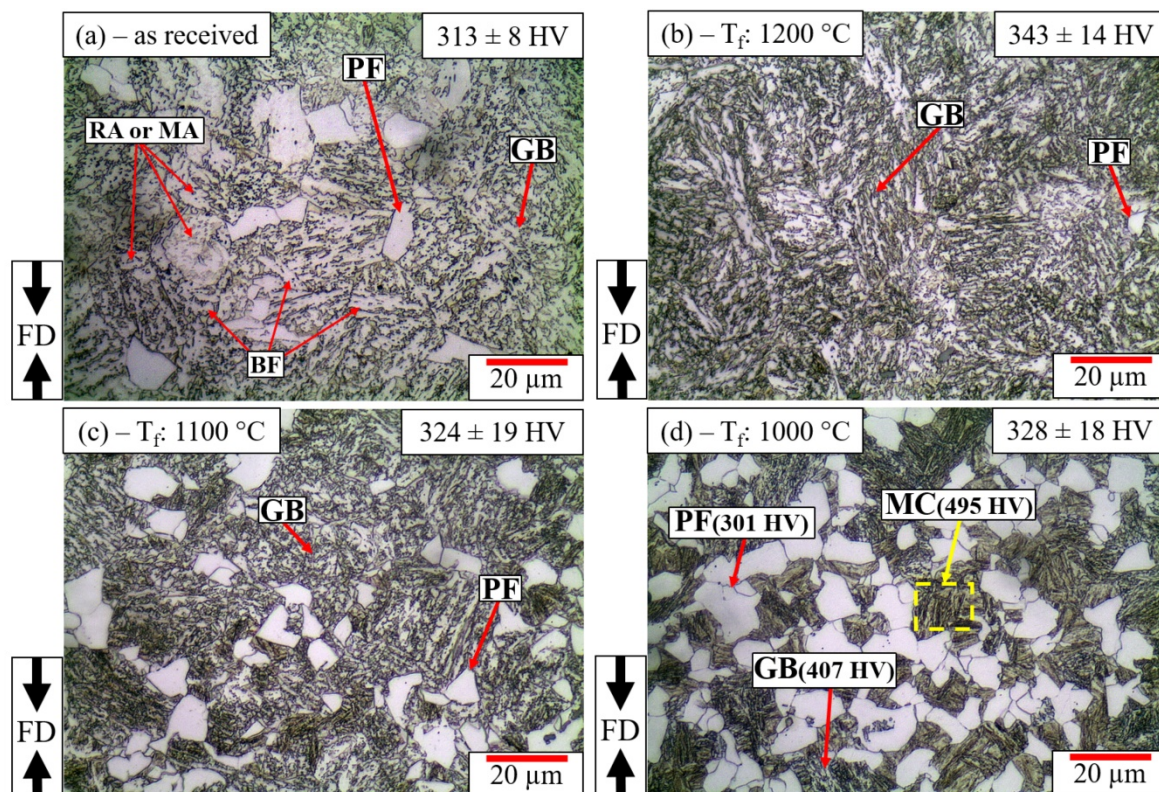 (a) – as received
313 ± 8 HV
PF
RA or MA
GB
BF
FD
20 µm
(b) – Tf: 1200 °C
343 ± 14 HV
GB
PF
FD
20 µm
(c) – Tf: 1100 °C
324 ± 19 HV
GB
PF
FD
20 µm
(d) – Tf: 1000 °C
328 ± 18 HV
MC(495 HV)
PF(301 HV)
GB(407 HV)
FD
20 µm